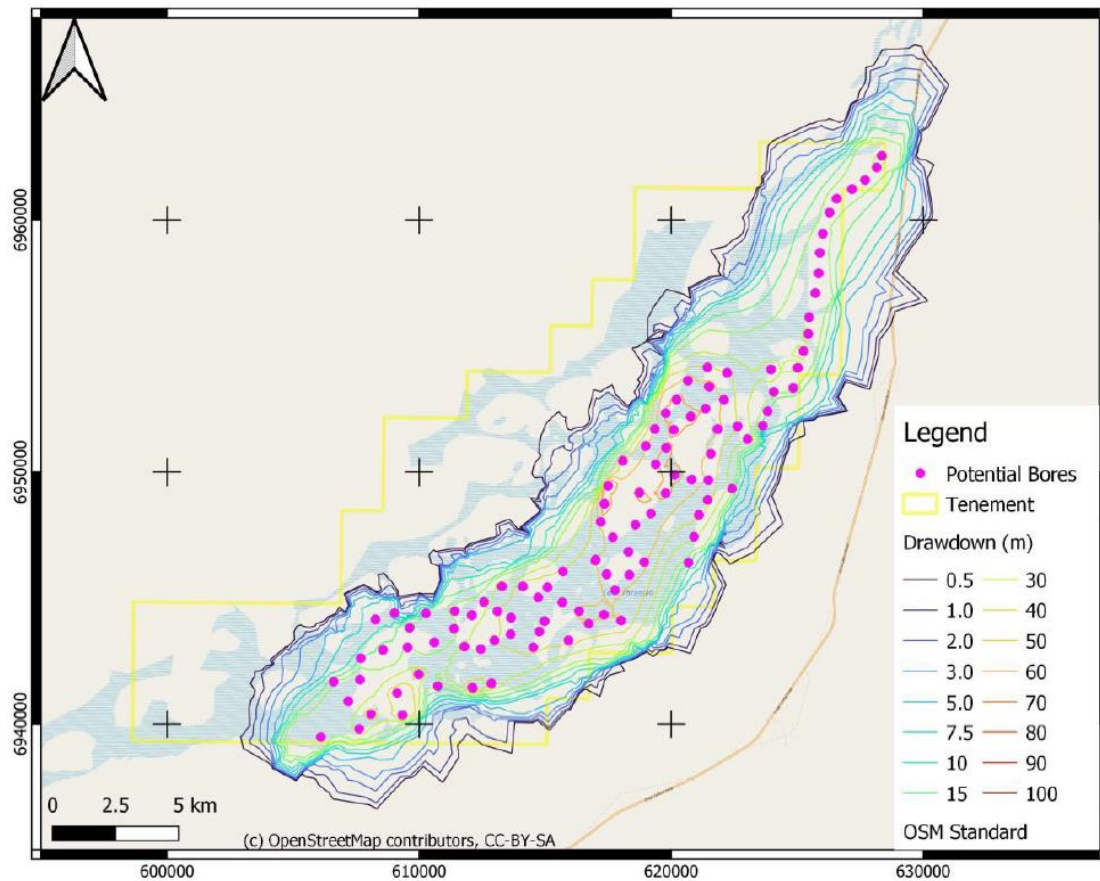 6960000
6950000
6940000
Legend
Potential Bores
Tenement
Drawdown (m)
0.5 30
1.0 40
2.0 50
3.0 60
5.0 70
7.5 80
10 90
15 100
OSM Standard
0 2.5 5 km
(c) OpenStreetMap contributors, CC-BY-SA
600000 610000 620000 630000